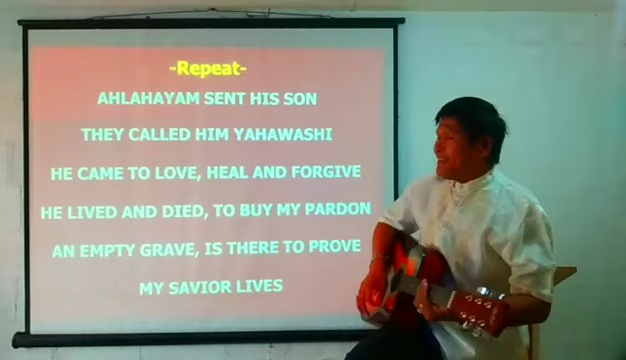 -Repeat-
AHLAHAYAM SENT HIS SON
THEY CALLED HIM YAHAWASHI
HE CAME TO LOVE, HEAL AND FORGIVE
HE LIVED AND DIED, TO BUY MY PARDON
AN EMPTY GRAVE, IS THERE TO PROVE
MY SAVIOR LIVES